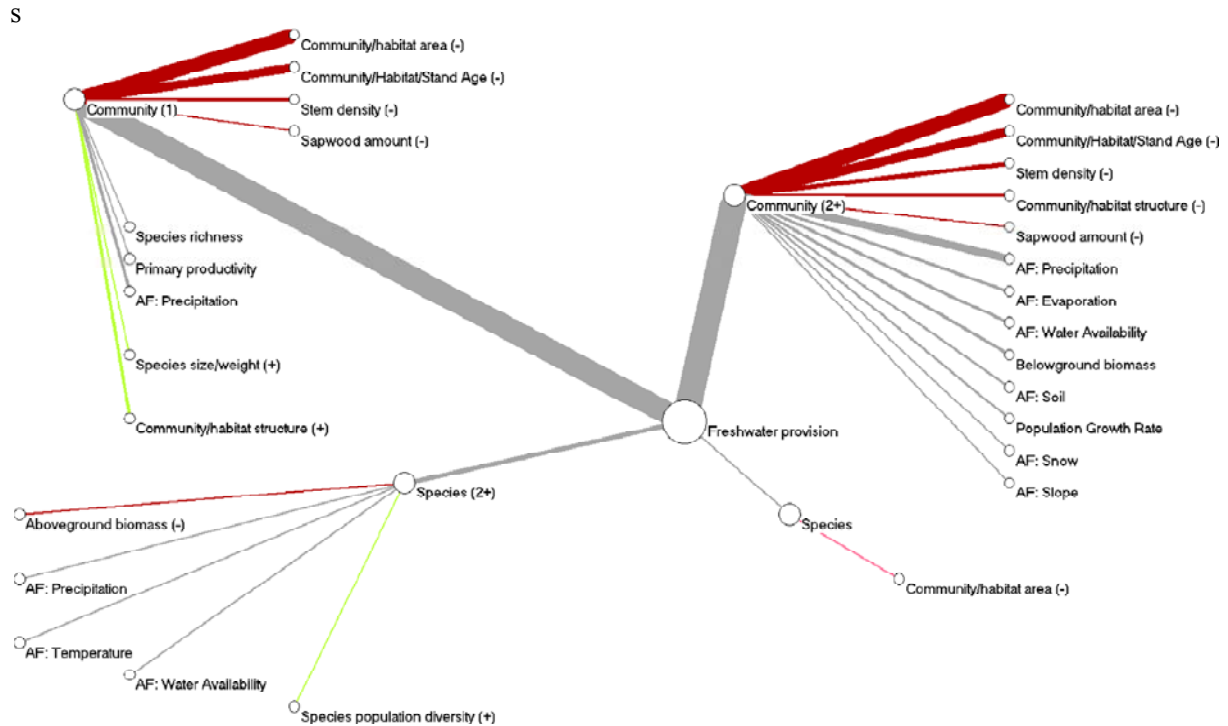 S
Community/habitat area (-)
Community/Habitat/Stand Age (-)
Community (1)
Stem density (-)
Sapwood amount (-)
Species richness
Primary productivity
AF: Precipitation
Species size/weight (+)
Community/habitat structure (+)
Community/habitat area (-)
Community/Habitat/Stand Age (-)
Stem density (-)
Community (2+)
Community/habitat structure (-)
Sapwood amount (-)
AF: Precipitation
AF: Evaporation
AF: Water Availability
Belowground biomass
AF: Soil
Population Growth Rate
AF: Snow
AF: Slope
Freshwater provision
Species (2+)
Aboveground biomass (-)
AF: Precipitation
AF: Temperature
AF: Water Availability
Species population diversity (+)
Species
Community/habitat area (-)